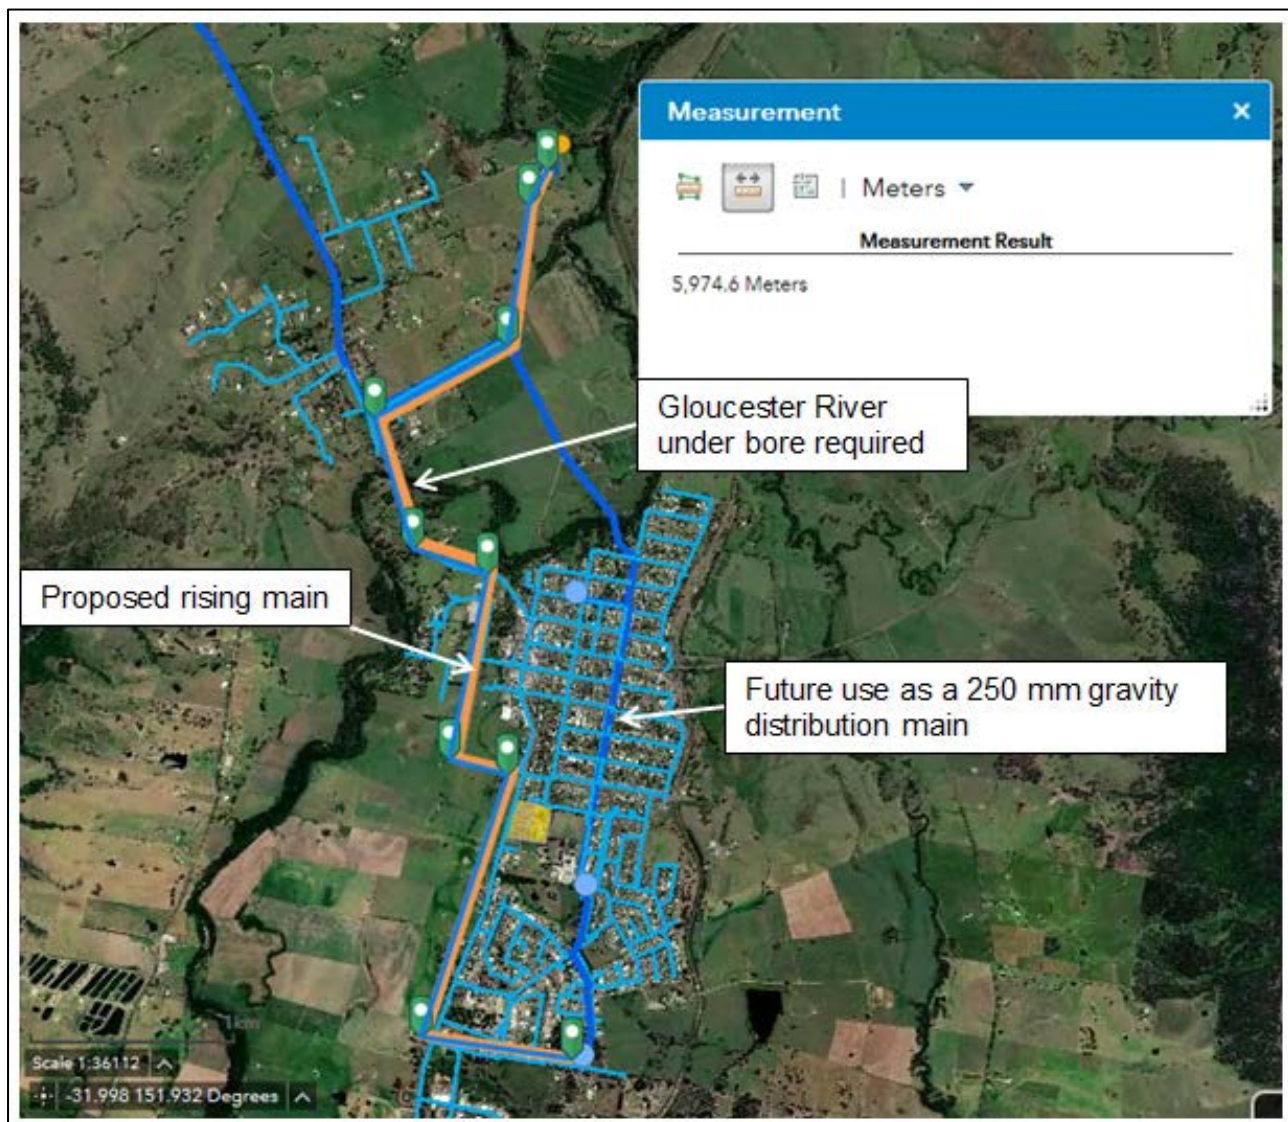 Measurement
Meters
Measurement Result
5,974.6 Meters
Gloucester River
under bore required
Proposed rising main
Future use as a 250 mm gravity
distribution main
1km
Scale 1:36112
-31.998 151.932 Degrees